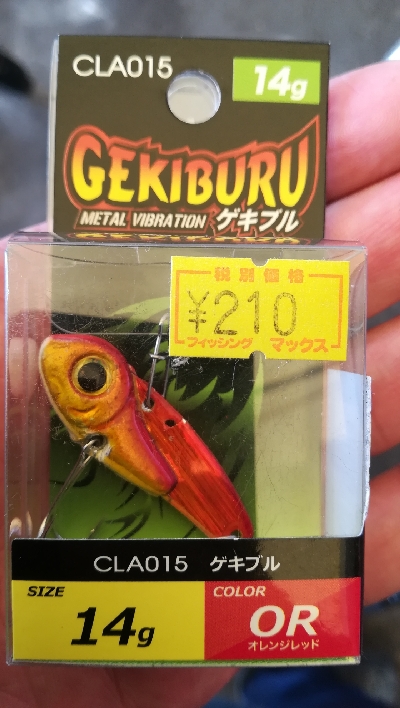 CLA015
14g
GEKIBURU
METAL VIBRATION ゲキブル
税別価格
¥210
フィッシング マックス
CLA015 ゲキブル
SIZE
14g
COLOR
OR
オレンジレッド